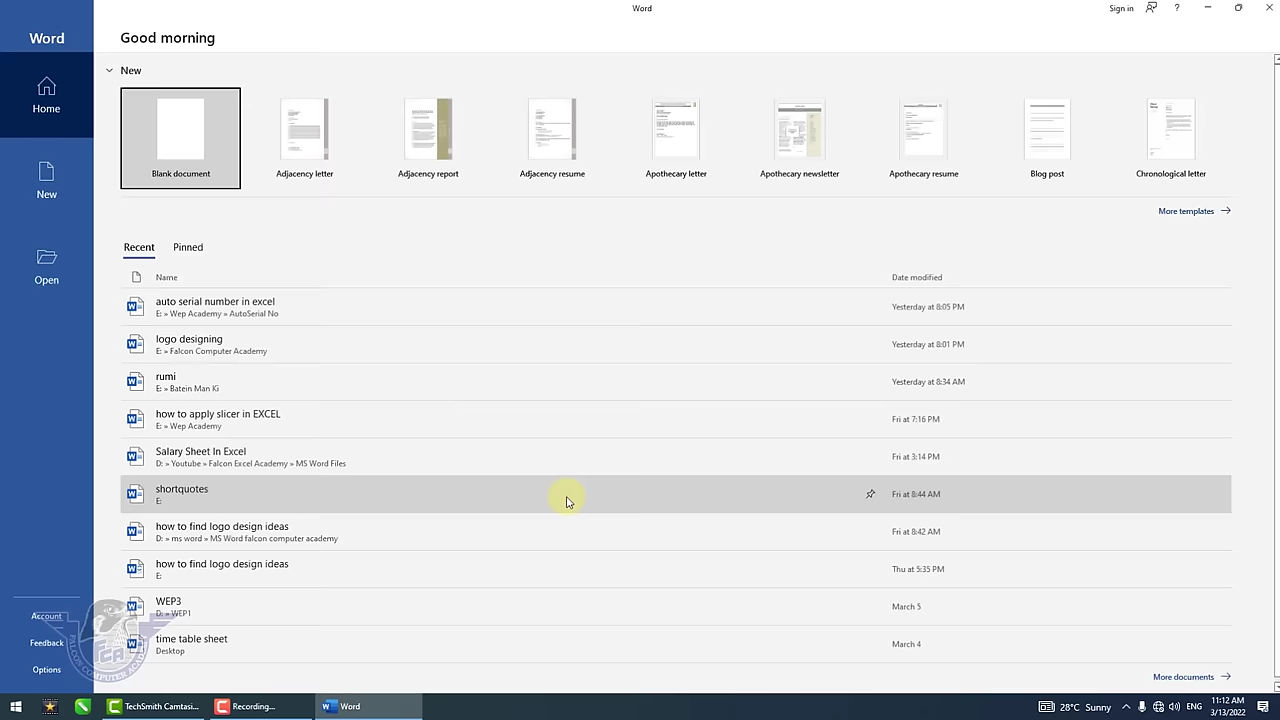 Word
Sign in
?
Word
Good morning
New
Home
New
Open
Blank document
Adjacency letter
Adjacency report
Adjacency resume
Apothecary letter
Apothecary newsletter
Apothecary resume
Blog post
Chronological letter
More templates
Recent
Pinned
Name
Date modified
auto serial number in excel
Yesterday at 8:05 PM
E: » Wep Academy » AutoSerial No
logo designing
Yesterday at 8:01 PM
E: » Falcon Computer Academy
rumi
Yesterday at 8:34 AM
E: » Batein Man Ki
how to apply slicer in EXCEL
Fri at 7:16 PM
E: » Wep Academy
Salary Sheet In Excel
Fri at 3:14 PM
D: » Youtube » Falcon Excel Academy » MS Word Files
shortquotes
Fri at 8:44 AM
E:
how to find logo design ideas
Fri at 8:42 AM
D: » ms word » MS Word falcon computer academy
how to find logo design ideas
Thu at 5:35 PM
E:
WEP3
March 5
D: » WEP1
time table sheet
March 4
Desktop
Account
Feedback
Options
FCA
FALCON COMPUTER ACADEMY
More documents
TechSmith Camtasi...
Recording...
Word
28°C Sunny
ENG
11:12 AM
3/13/2022